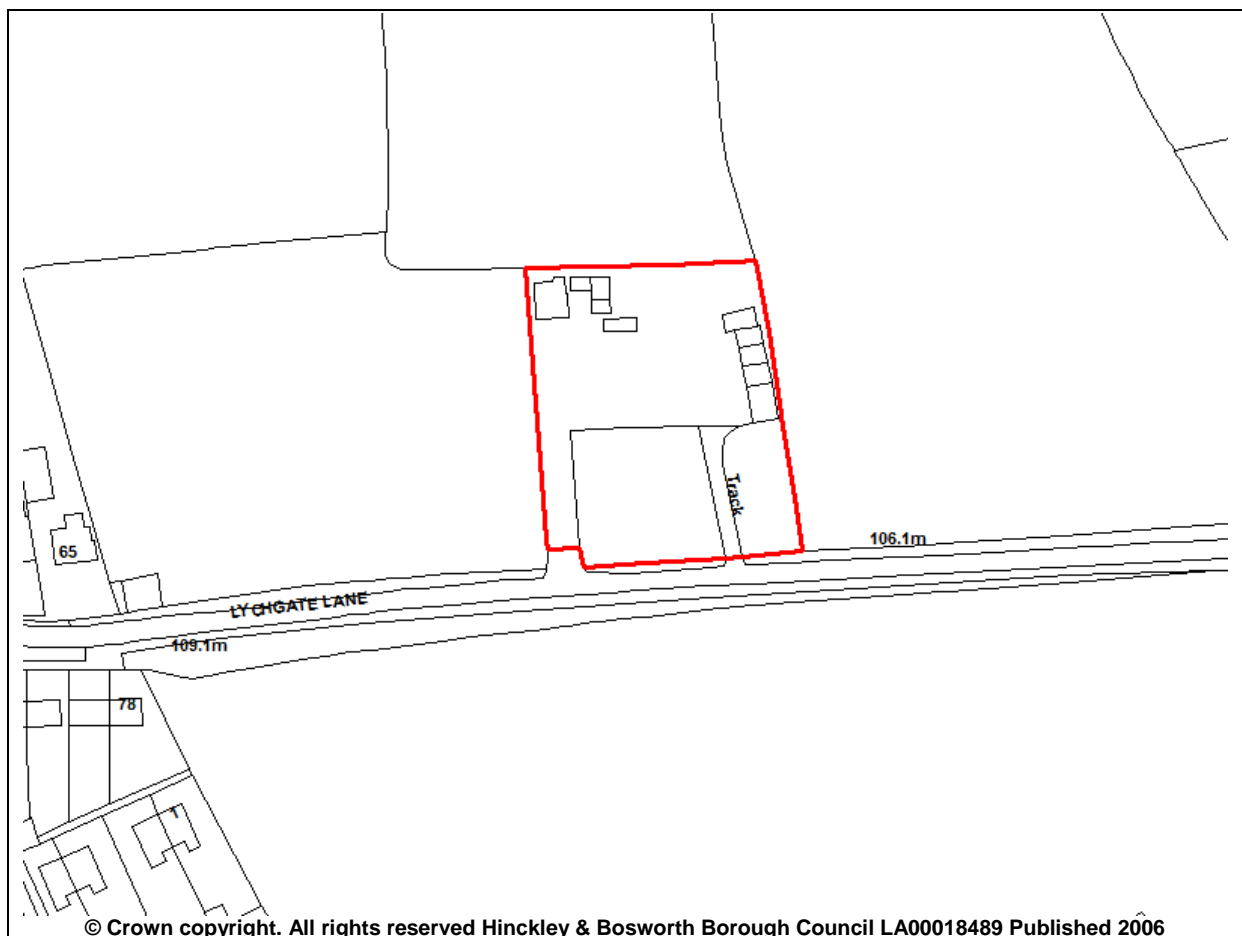 Track
106.1m
65
LYCHGATE LANE
109.1m
78
1
© Crown copyright. All rights reserved Hinckley & Bosworth Borough Council LA00018489 Published 2006